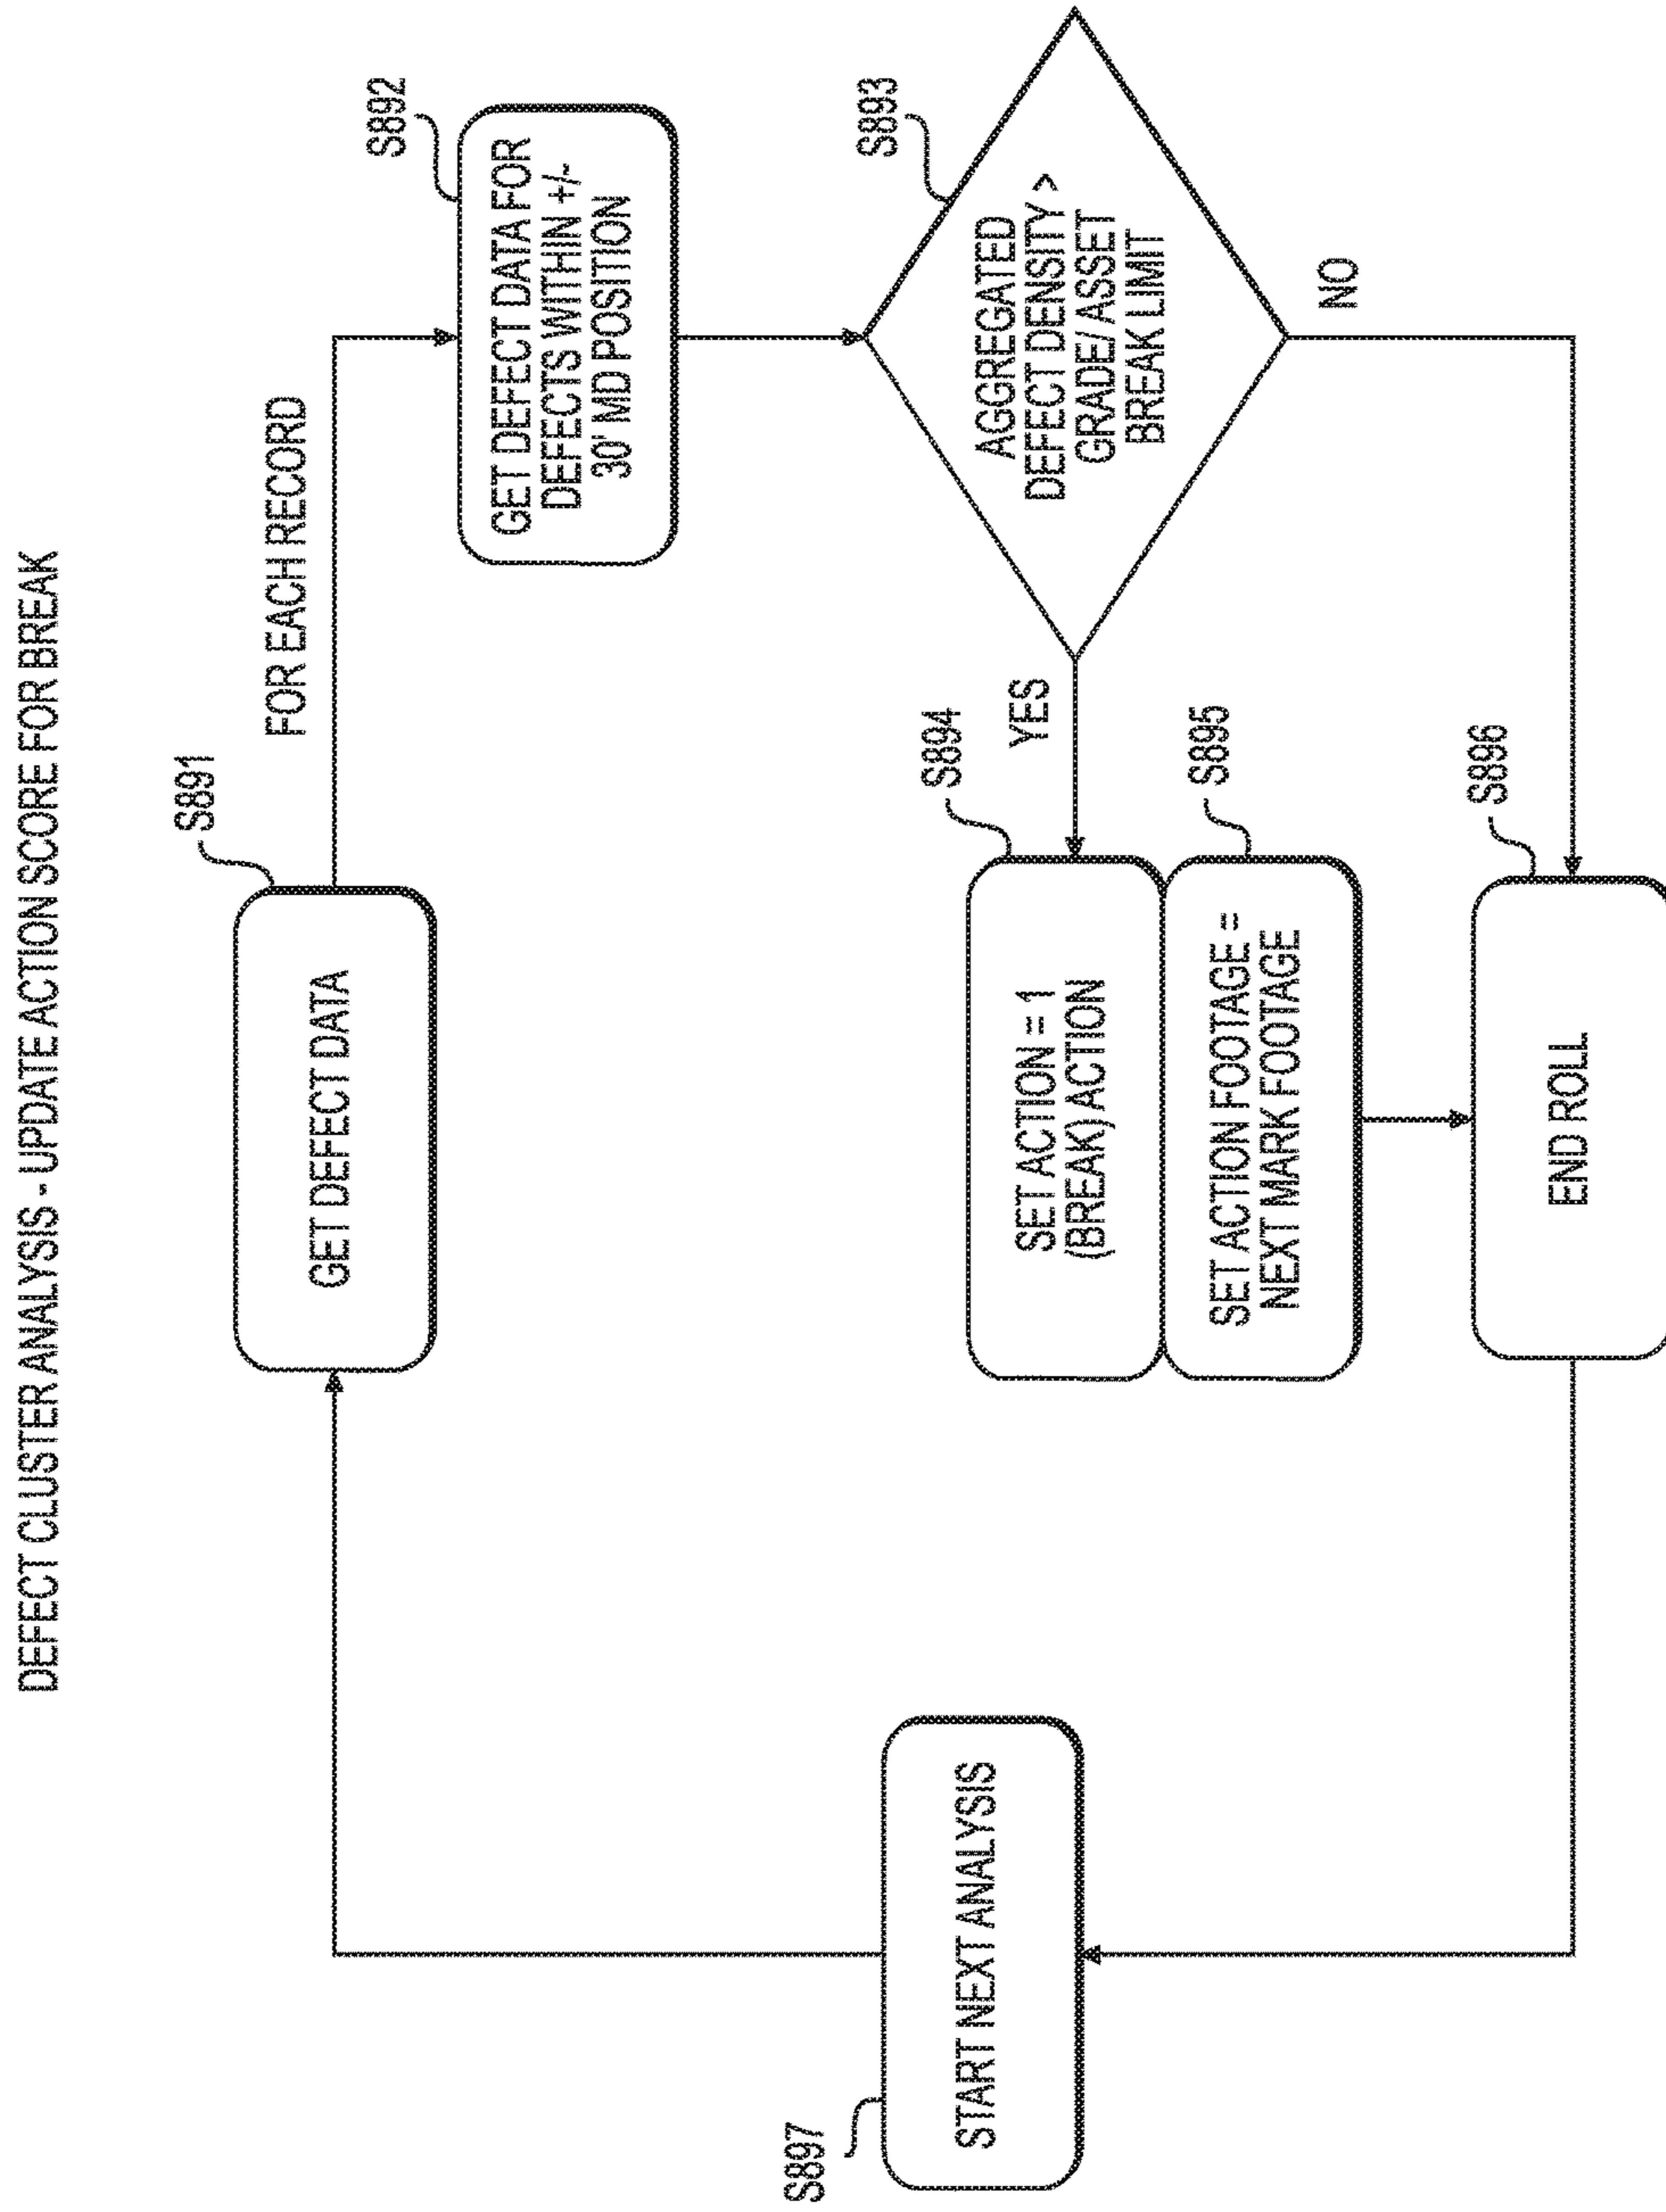 DEFECT CLUSTER ANALYSIS - UPDATE ACTION SCORE FOR BREAK
S891
GET DEFECT DATA
FOR EACH RECORD
S892
GET DEFECT DATA FOR
DEFECTS WITHIN +/-
30' MD POSITION
S893
AGGREGATED
DEFECT DENSITY >
GRADE/ASSET
BREAK LIMIT
YES
NO
S894
SET ACTION = 1
(BREAK) ACTION
S895
SET ACTION FOOTAGE =
NEXT MARK FOOTAGE
S896
END ROLL
S897
START NEXT ANALYSIS